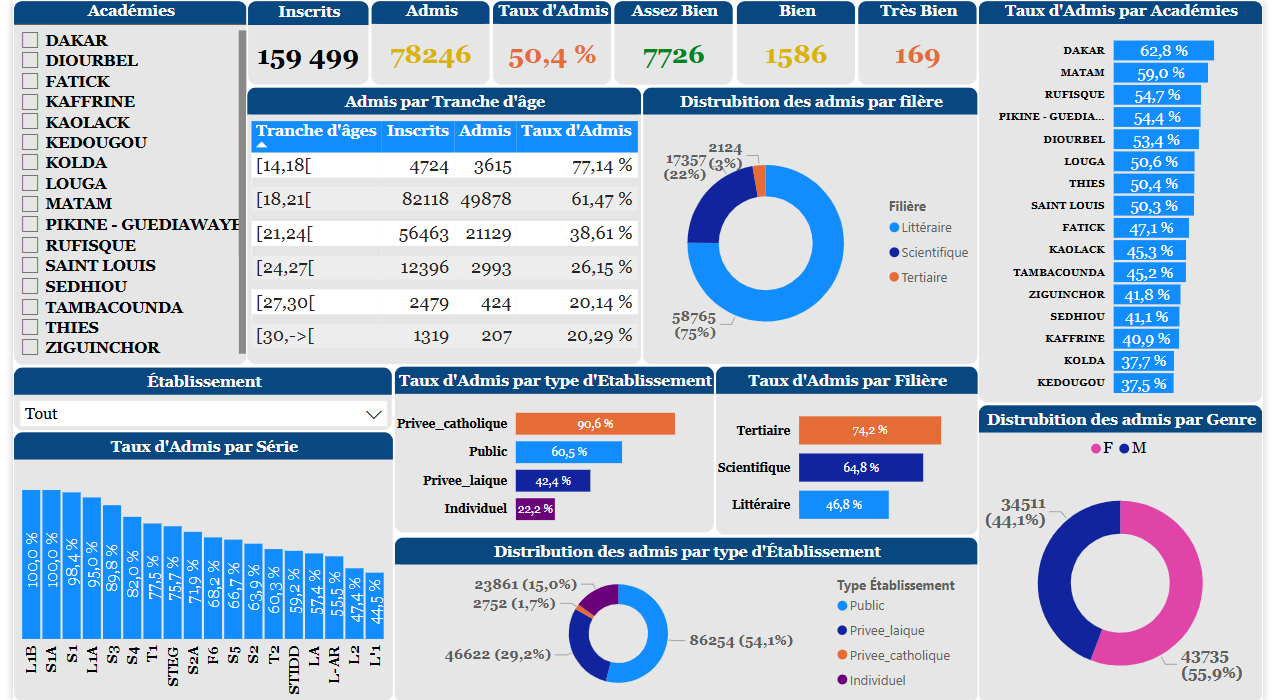 Académies
DAKAR
DIOURBEL
FATICK
KAFFRINE
KAOLACK
KEDOUGOU
KOLDA
LOUGA
MATAM
PIKINE - GUEDIAWAYE
RUFISQUE
SAINT LOUIS
SEDHIOU
TAMBACOUNDA
THIES
ZIGUINCHOR
Inscrits
159 499
Admis
78246
Taux d'Admis
50,4 %
Assez Bien
7726
Bien
1586
Très Bien
169
Admis par Tranche d'âge
Tranche d'âges Inscrits Admis Taux d'Admis
[14,18[ 4724 3615 77,14 %
[18,21[ 82118 49878 61,47 %
[21,24[ 56463 21129 38,61 %
[24,27[ 12396 2993 26,15 %
[27,30[ 2479 424 20,14 %
[30,->[ 1319 207 20,29 %
Distrubition des admis par filère
2124
(3%)
17357
(22%)
58765
(75%)
Filière
Littéraire
Scientifique
Tertiaire
Taux d'Admis par Académies
DAKAR 62,8 %
MATAM 59,0 %
RUFISQUE 54,7 %
PIKINE - GUEDIA... 54,4 %
DIOURBEL 53,4 %
LOUGA 50,6 %
THIES 50,4 %
SAINT LOUIS 50,3 %
FATICK 47,1 %
KAOLACK 45,3 %
TAMBACOUNDA 45,2 %
ZIGUINCHOR 41,8 %
SEDHIOU 41,1 %
KAFFRINE 40,9 %
KOLDA 37,7 %
KEDOUGOU 37,5 %
Établissement
Tout
Taux d'Admis par Série
100,0 % 100,0 % 98,4 % 95,0 % 89,8 % 82,0 % 77,5 % 75,7 % 71,9 % 68,2 % 66,7 % 63,9 % 60,3 % 59,2 % 57,4 % 55,5 % 47,4 % 44,5 %
L1B S1A S1 L1A S3 S4 T1 STEG S2A F6 S5 S2 T2 STIDD LA L-AR L2 L'1
Taux d'Admis par type d'Etablissement
Privee_catholique 90,6 %
Public 60,5 %
Privee_laique 42,4 %
Individuel 22,2 %
Taux d'Admis par Filière
Tertiaire 74,2 %
Scientifique 64,8 %
Littéraire 46,8 %
Distribution des admis par type d'Établissement
23861 (15,0%)
2752 (1,7%)
46622 (29,2%)
86254 (54,1%)
Type Établissement
Public
Privee_laique
Privee_catholique
Individuel
Distrubition des admis par Genre
F M
34511
(44,1%)
43735
(55,9%)